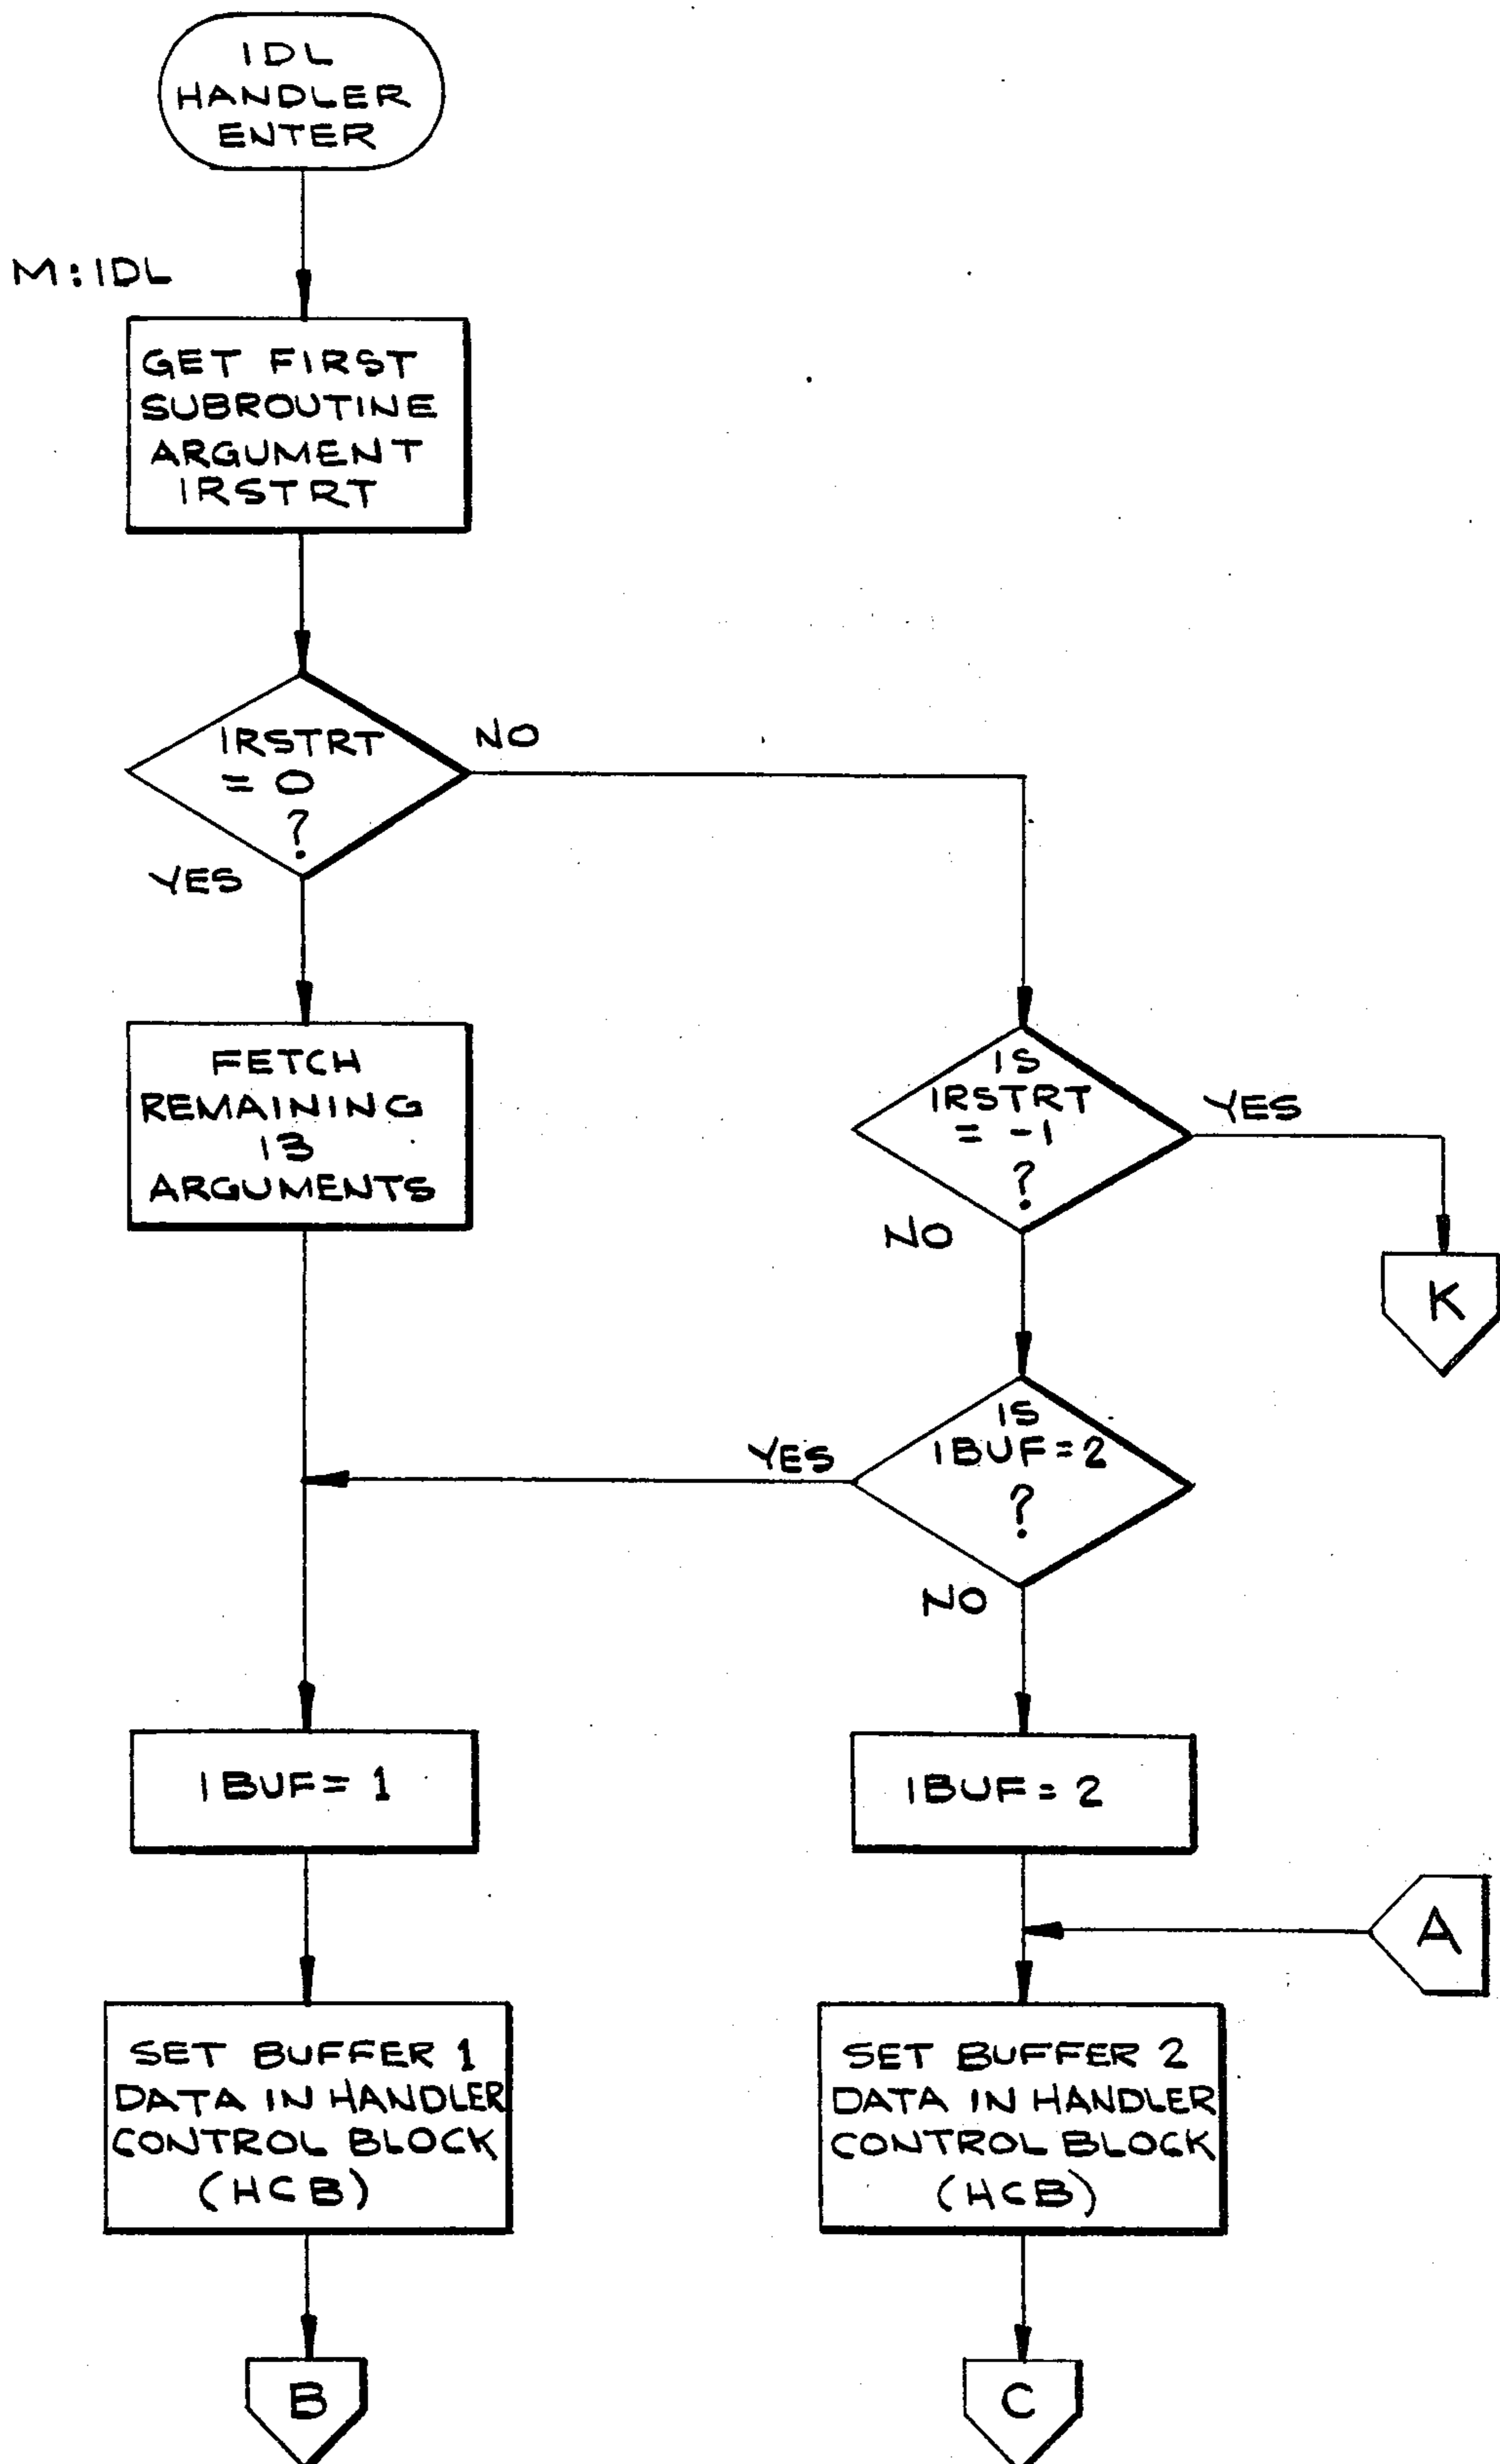 IDL
HANDLER
ENTER
M:IDL
GET FIRST
SUBROUTINE
ARGUMENT
IRSTRT
IRSTRT
= 0
?
NO
YES
FETCH
REMAINING
13
ARGUMENTS
IS
IRSTRT
= -1
?
YES
NO
K
IS
IBUF=2
?
YES
NO
IBUF= 1
IBUF= 2
A
SET BUFFER 1
DATA IN HANDLER
CONTROL BLOCK
(HCB)
SET BUFFER 2
DATA IN HANDLER
CONTROL BLOCK
(HCB)
B
C